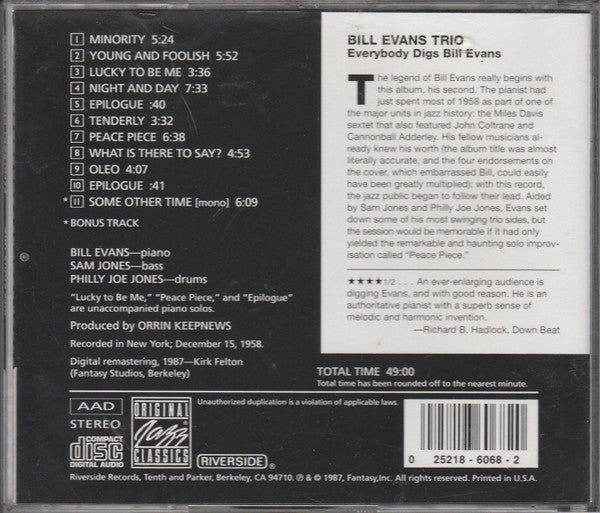 1 MINORITY 5:24
2 YOUNG AND FOOLISH 5:52
3 LUCKY TO BE ME 3:36
4 NIGHT AND DAY 7:33
5 EPILOGUE :40
6 TENDERLY 3:32
7 PEACE PIECE 6:38
8 WHAT IS THERE TO SAY? 4:53
9 OLEO 4:07
10 EPILOGUE :41
*11 SOME OTHER TIME [mono] 6:09
*BONUS TRACK
BILL EVANS—piano
SAM JONES—bass
PHILLY JOE JONES—drums
“Lucky to Be Me,” “Peace Piece,” and “Epilogue”
are unaccompanied piano solos.
Produced by ORRIN KEEPNEWS
Recorded in New York; December 15, 1958.
Digital remastering, 1987—Kirk Felton
(Fantasy Studios, Berkeley)
BILL EVANS TRIO
Everybody Digs Bill Evans
The legend of Bill Evans really begins with
this album, his second. The pianist had
just spent most of 1958 as part of one of
the major units in jazz history: the Miles Davis
sextet that also featured John Coltrane and
Cannonball Adderley. His fellow musicians al-
ready knew his worth (the album title was almost
literally accurate, and the four endorsements on
the cover, which embarrassed Bill, could easily
have been greatly multiplied); with this record,
the jazz public began to follow their lead. Aided
by Sam Jones and Philly Joe Jones, Evans set
down some of his most swinging trio sides, but
the session would be memorable if it had only
yielded the remarkable and haunting solo improv-
isation called “Peace Piece.”
★★★★1/2 . . . An ever-enlarging audience is
digging Evans, and with good reason. He is an
authoritative pianist with a superb sense of
melodic and harmonic invention.
—Richard B. Hadlock, Down Beat
TOTAL TIME 49:00
Total time has been rounded off to the nearest minute.
AAD
STEREO
COMPACT
disc
DIGITAL AUDIO
ORIGINAL
Jazz
CLASSICS
Unauthorized duplication is a violation of applicable laws.
RIVERSIDE
0 25218-6068-2
Riverside Records, Tenth and Parker, Berkeley, CA 94710. ℗ & © 1987, Fantasy,Inc. All rights reserved. Printed in U.S.A.